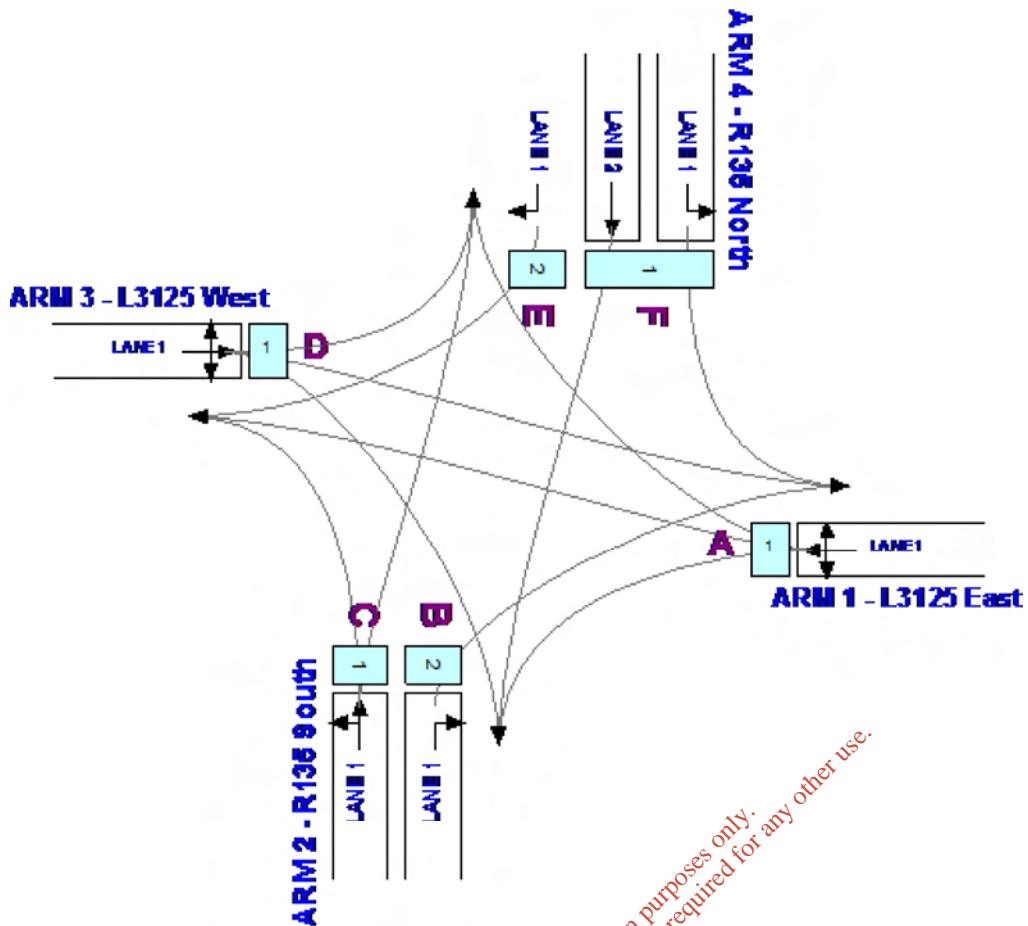 ARM 4 - R135 North
LANE 1
LANE 2
LANE 1
2
1
E
F
ARM 3 - L3125 West
LANE 1
1
D
A
1
LANE 1
ARM 1 - L3125 East
C
B
1
2
ARM 2 - R135 South
LANE 1
LANE 1
purposes only.
required for any other use.